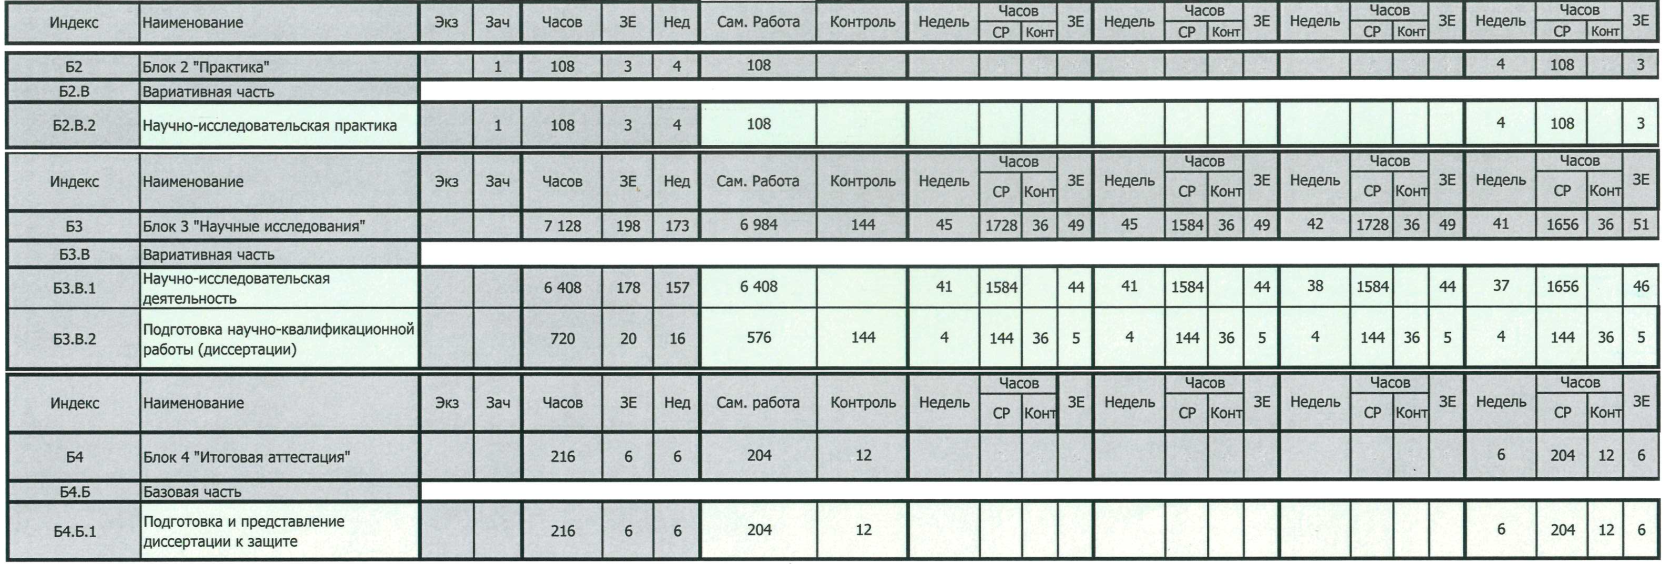 Индекс Наименование Экз Зач Часов ЗЕ Нед Сам. Работа Контроль Недель Часов ЗЕ Недель Часов ЗЕ Недель Часов ЗЕ Недель Часов ЗЕ
СР Конт СР Конт СР Конт СР Конт
Б2 Блок 2 "Практика" 1 108 3 4 108 4 108 3
Б2.В Вариативная часть
Б2.В.2 Научно-исследовательская практика 1 108 3 4 108 4 108 3
Индекс Наименование Экз Зач Часов ЗЕ Нед Сам. Работа Контроль Недель Часов ЗЕ Недель Часов ЗЕ Недель Часов ЗЕ Недель Часов ЗЕ
СР Конт СР Конт СР Конт СР Конт
Б3 Блок 3 "Научные исследования" 7 128 198 173 6 984 144 45 1728 36 49 45 1584 36 49 42 1728 36 49 41 1656 36 51
Б3.В Вариативная часть
Б3.В.1 Научно-исследовательская
деятельность 6 408 178 157 6 408 41 1584 44 41 1584 44 38 1584 44 37 1656 46
Б3.В.2 Подготовка научно-квалификационной
работы (диссертации) 720 20 16 576 144 4 144 36 5 4 144 36 5 4 144 36 5 4 144 36 5
Индекс Наименование Экз Зач Часов ЗЕ Нед Сам. работа Контроль Недель Часов ЗЕ Недель Часов ЗЕ Недель Часов ЗЕ Недель Часов ЗЕ
СР Конт СР Конт СР Конт СР Конт
Б4 Блок 4 "Итоговая аттестация" 216 6 6 204 12 6 204 12 6
Б4.Б Базовая часть
Б4.Б.1 Подготовка и представление
диссертации к защите 216 6 6 204 12 6 204 12 6